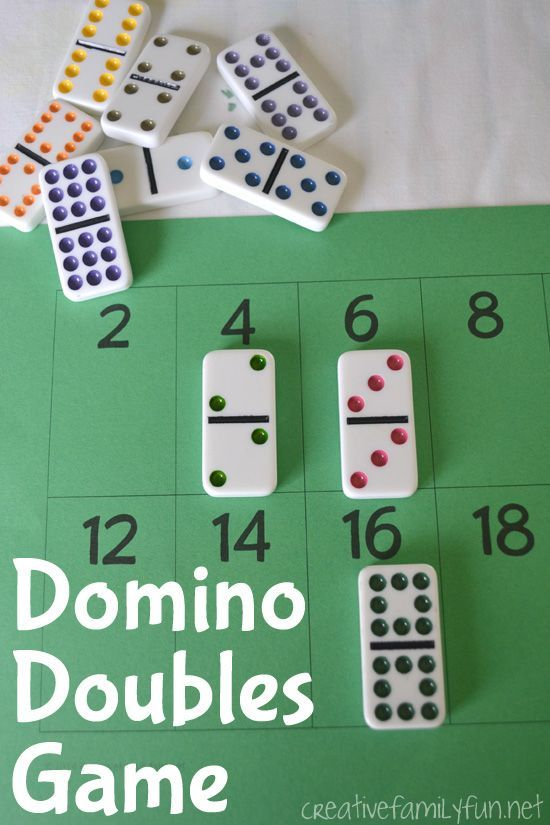 2 4 6 8
12 14 16 18
Domino
Doubles
Game
creativefamilyfun.net